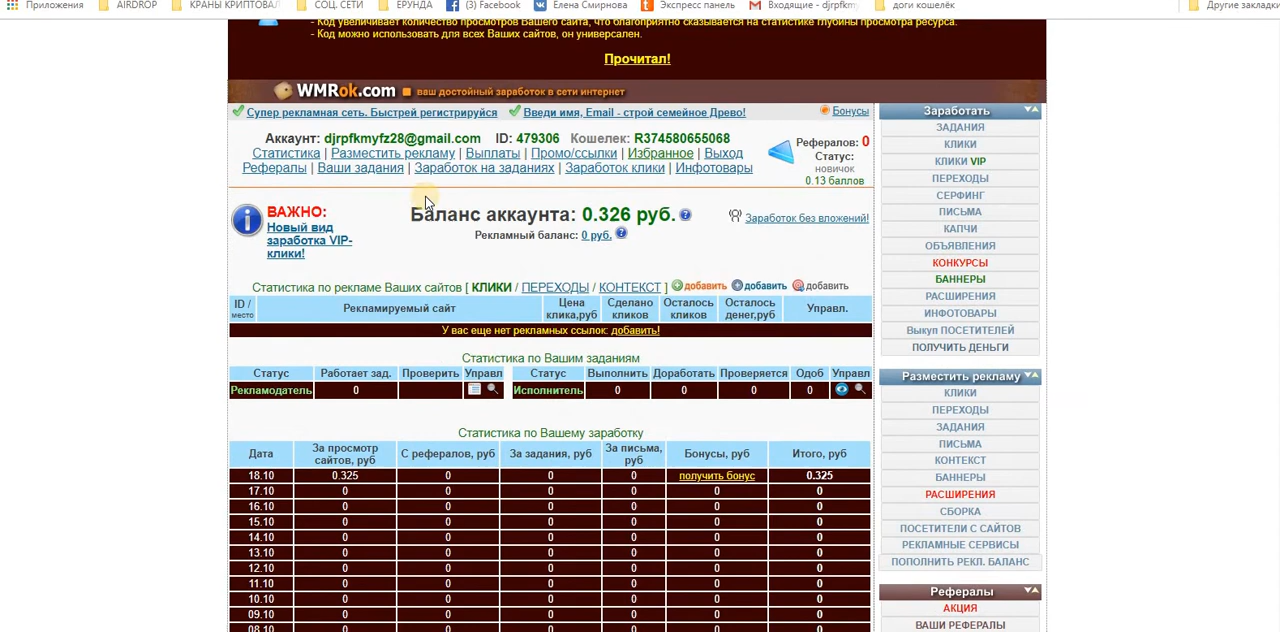 Приложения AIRDROP КРАНЫ КРИПТОВАЛ СОЦ. СЕТИ ЕРУНДА (3) Facebook Елена Смирнова Экспресс панель Входящие - djrpfkm доги кошелёк Другие закладки
- Код увеличивает количество просмотров Вашего сайта, что благоприятно сказывается на статистике глубины просмотра ресурса.
- Код можно использовать для всех Ваших сайтов, он универсален.
Прочитал!
WMRok.com ваш достойный заработок в сети интернет
Супер рекламная сеть. Быстрей регистрируйся Введи имя, Email - строй семейное Древо! Бонусы
Аккаунт: djrpfkmyfz28@gmail.com ID: 479306 Кошелек: R374580655068
Статистика | Разместить рекламу | Выплаты | Промо/ссылки | Избранное | Выход
Рефералы | Ваши задания | Заработок на заданиях | Заработок клики | Инфотовары
Рефералов: 0
Статус:
новичок
0.13 баллов
ВАЖНО:
Новый вид
заработка VIP-
клики!
Баланс аккаунта: 0.326 руб. ?
Рекламный баланс: 0 руб. ?
Заработок без вложений!
Статистика по рекламе Ваших сайтов [ КЛИКИ / ПЕРЕХОДЫ / КОНТЕКСТ ] добавить добавить добавить
ID / место Рекламируемый сайт Цена клика,руб Сделано кликов Осталось кликов Осталось денег,руб Управл.
У вас еще нет рекламных ссылок: добавить!
Статистика по Вашим заданиям
Статус Работает зад. Проверить Управл Статус Выполнить Доработать Проверяется Одоб Управл
Рекламодатель 0 Исполнитель 0 0 0 0
Статистика по Вашему заработку
Дата За просмотр сайтов, руб С рефералов, руб За задания, руб За письма, руб Бонусы, руб Итого, руб
18.10 0.325 0 0 0 получить бонус 0.325
17.10 0 0 0 0 0 0
16.10 0 0 0 0 0 0
15.10 0 0 0 0 0 0
14.10 0 0 0 0 0 0
13.10 0 0 0 0 0 0
12.10 0 0 0 0 0 0
11.10 0 0 0 0 0 0
10.10 0 0 0 0 0 0
09.10 0 0 0 0 0 0
08.10 0 0 0 0 0 0
Заработать
ЗАДАНИЯ
КЛИКИ
КЛИКИ VIP
ПЕРЕХОДЫ
СЕРФИНГ
ПИСЬМА
КАПЧИ
ОБЪЯВЛЕНИЯ
КОНКУРСЫ
БАННЕРЫ
РАСШИРЕНИЯ
ИНФОТОВАРЫ
Выкуп ПОСЕТИТЕЛЕЙ
ПОЛУЧИТЬ ДЕНЬГИ
Разместить рекламу
КЛИКИ
ПЕРЕХОДЫ
ЗАДАНИЯ
ПИСЬМА
КОНТЕКСТ
БАННЕРЫ
РАСШИРЕНИЯ
СБОРКА
ПОСЕТИТЕЛИ С САЙТОВ
РЕКЛАМНЫЕ СЕРВИСЫ
ПОПОЛНИТЬ РЕКЛ. БАЛАНС
Рефералы
АКЦИЯ
ВАШИ РЕФЕРАЛЫ